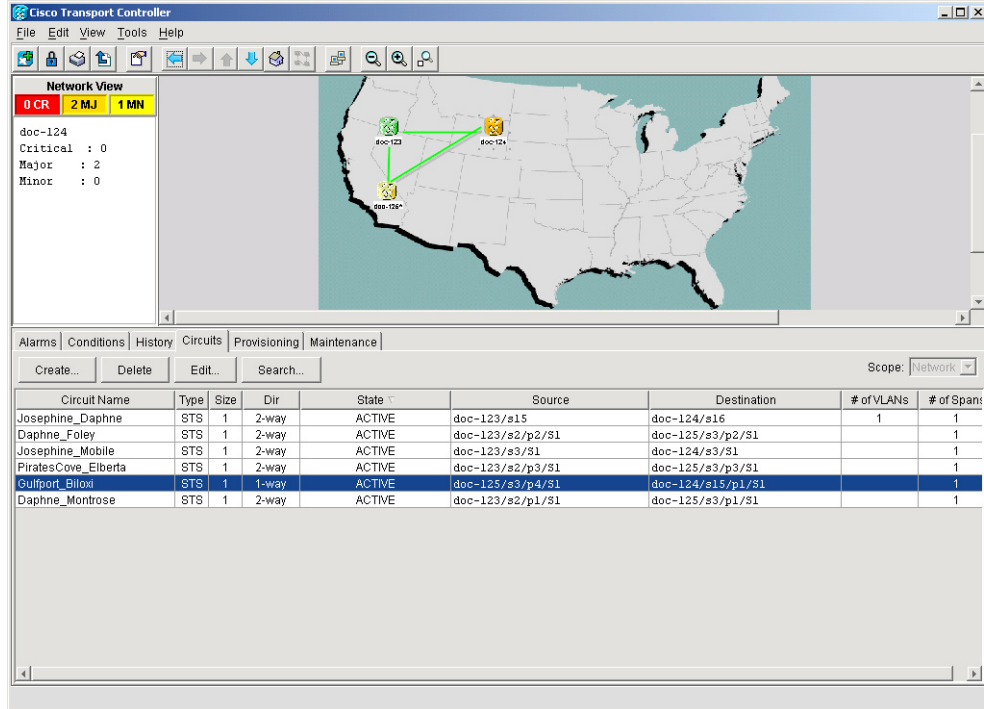 Cisco Transport Controller
File Edit View Tools Help
Network View
0 CR 2 MJ 1 MN
doc-124
Critical : 0
Major : 2
Minor : 0
doc-123
doc-124
Alarms Conditions History Circuits Provisioning Maintenance
Create... Delete Edit... Search... Scope: Network
Circuit Name Type Size Dir State Source Destination # of VLANs # of Spans
Josephine_Daphne STS 1 2-way ACTIVE doc-123/s15 doc-124/s16 1 1
Daphne_Foley STS 1 2-way ACTIVE doc-123/s2/p2/S1 doc-125/s3/p2/S1 1
Josephine_Mobile STS 1 2-way ACTIVE doc-123/s3/S1 doc-124/s3/S1 1
PiratesCove_Elberta STS 1 2-way ACTIVE doc-123/s2/p3/S1 doc-125/s3/p3/S1 1
Gulfport_Biloxi STS 1 1-way ACTIVE doc-125/s3/p4/S1 doc-124/s15/p1/S1 1
Daphne_Montrose STS 1 2-way ACTIVE doc-123/s2/p1/S1 doc-125/s3/p1/S1 1